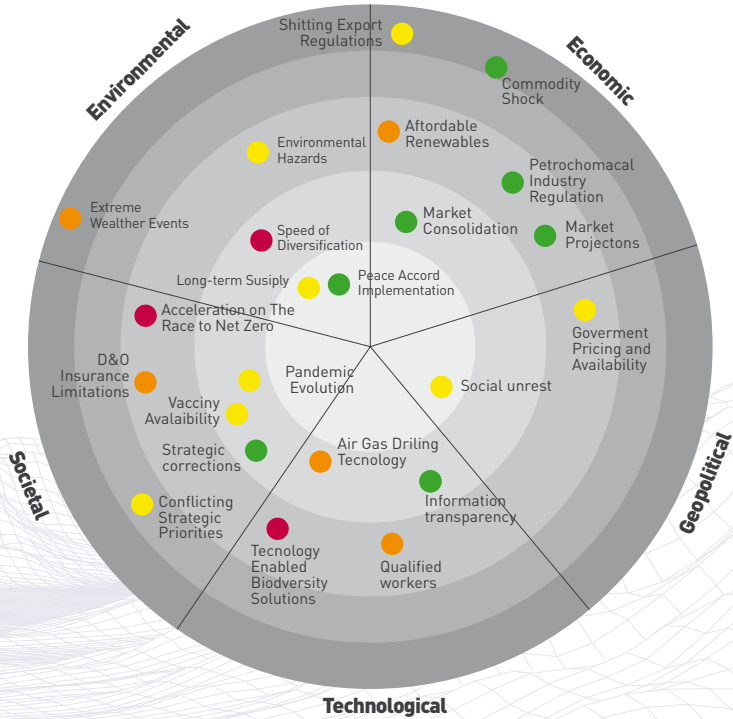 Environmental
Economic
Shitting Export
Regulations
Commodity
Shock
Affordable
Renewables
Environmental
Hazards
Petrochomacal
Industry
Regulation
Extreme
Wealther Events
Market
Consolidation
Market
Projectons
Speed of
Diversification
Long-term Susiply
Peace Accord
Implementation
Acceleration on The
Race to Net Zero
Goverment
Pricing and
Availability
D&O
Insurance
Limitations
Pandemic
Evolution
Social unrest
Vacciny
Avalaibility
Strategic
corrections
Air Gas Driling
Tecnology
Societal
Geopolitical
Conflicting
Strategic
Priorities
Information
transparency
Tecnology
Enabled
Biodversity
Solutions
Qualified
workers
Technological